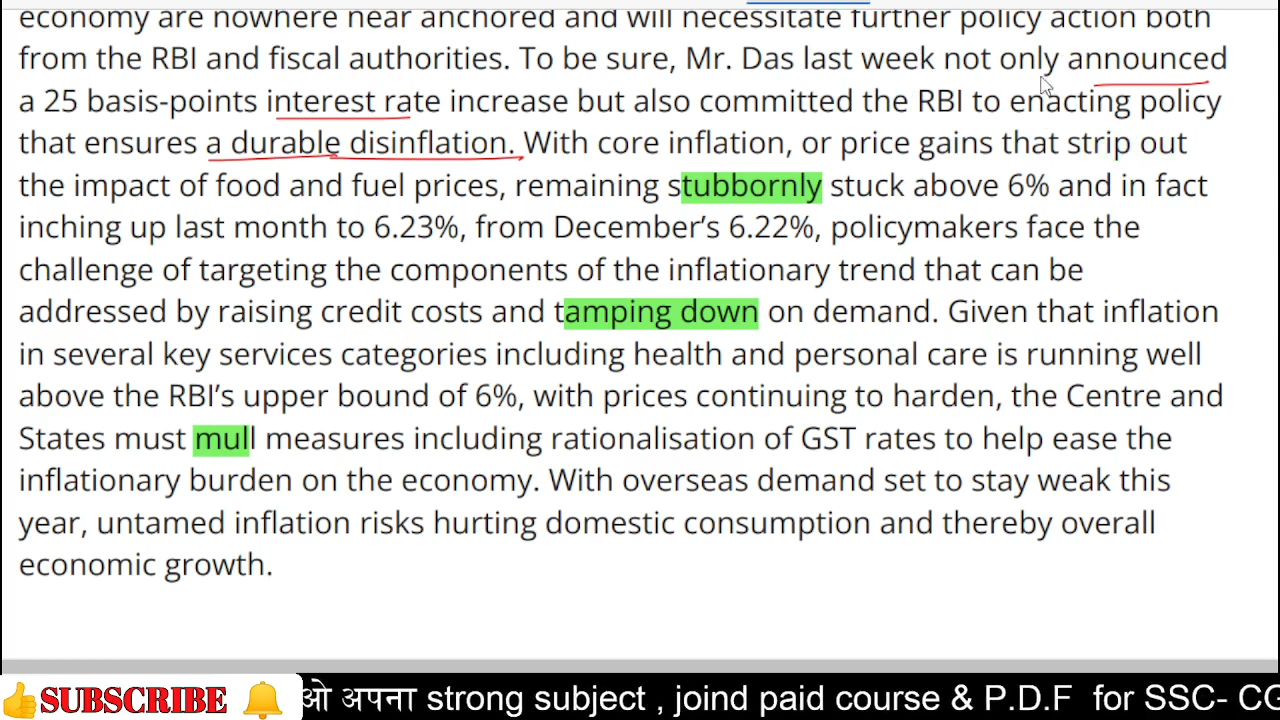 economy are nowhere near anchored and will necessitate further policy action both
from the RBI and fiscal authorities. To be sure, Mr. Das last week not only announced
a 25 basis-points interest rate increase but also committed the RBI to enacting policy
that ensures a durable disinflation. With core inflation, or price gains that strip out
the impact of food and fuel prices, remaining stubbornly stuck above 6% and in fact
inching up last month to 6.23%, from December’s 6.22%, policymakers face the
challenge of targeting the components of the inflationary trend that can be
addressed by raising credit costs and tamping down on demand. Given that inflation
in several key services categories including health and personal care is running well
above the RBI’s upper bound of 6%, with prices continuing to harden, the Centre and
States must mull measures including rationalisation of GST rates to help ease the
inflationary burden on the economy. With overseas demand set to stay weak this
year, untamed inflation risks hurting domestic consumption and thereby overall
economic growth.
SUBSCRIBE ओ अपना strong subject , joind paid course & P.D.F for SSC- CG